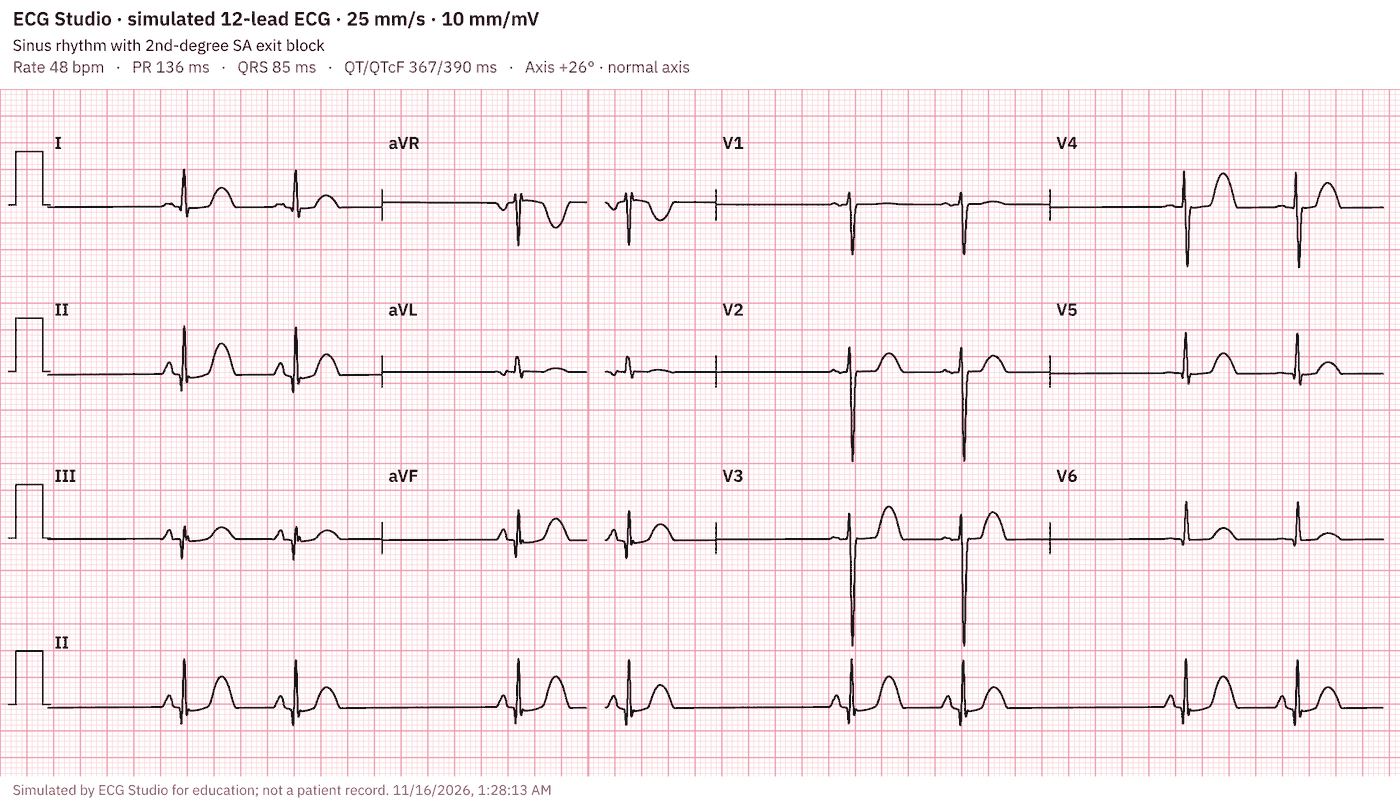 ECG Studio · simulated 12-lead ECG · 25 mm/s · 10 mm/mV
Sinus rhythm with 2nd-degree SA exit block
Rate 48 bpm · PR 136 ms · QRS 85 ms · QT/QTcF 367/390 ms · Axis +26° · normal axis
I aVR V1 V4
II aVL V2 V5
III aVF V3 V6
II
Simulated by ECG Studio for education; not a patient record. 11/16/2026, 1:28:13 AM